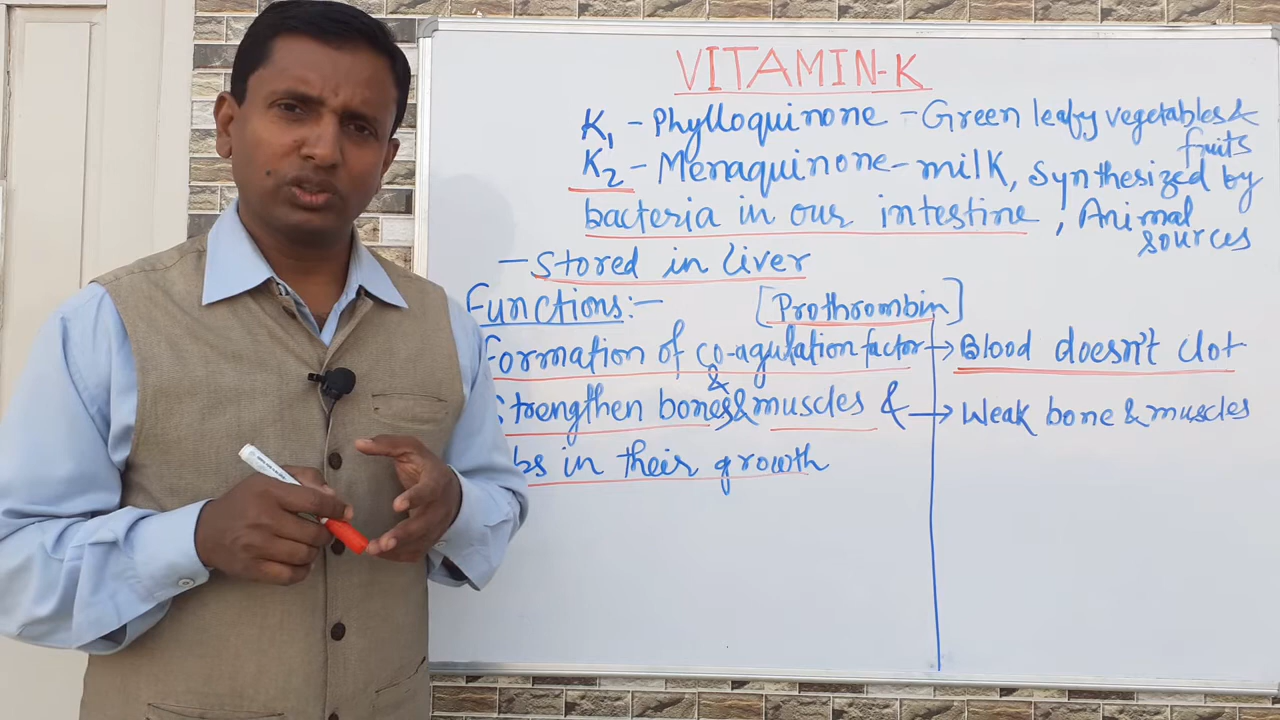 VITAMIN-K
K1 - Phylloquinone - Green leafy vegetables &
fruits
K2 - Menaquinone - milk, Synthesized by
bacteria in our intestine, Animal
sources
- Stored in Liver
Functions:- [Prothrombin]
Formation of co-agulation factor → Blood doesn't clot
&
Strengthen bones & muscles & → Weak bone & muscles
in their growth